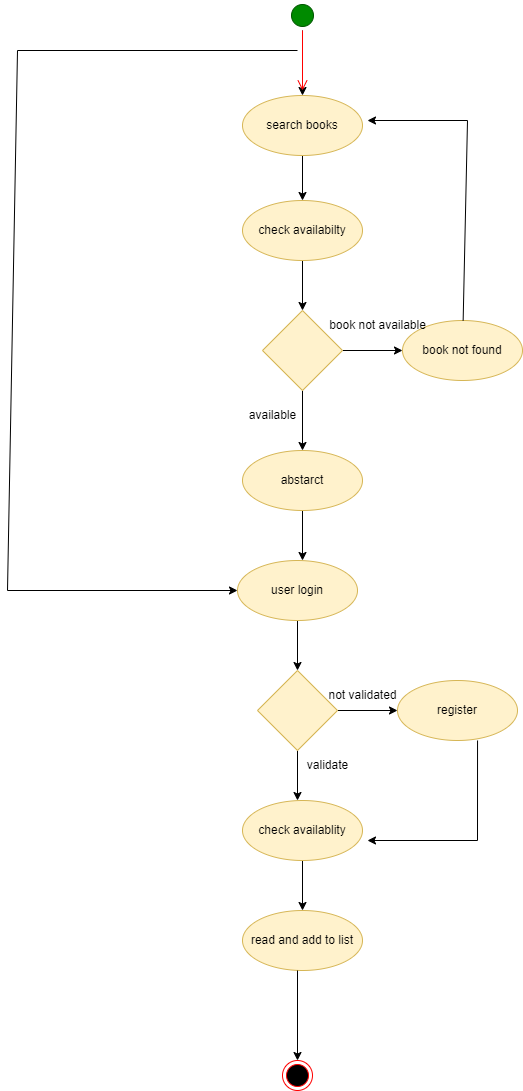 search books
check availabilty
book not available
book not found
available
abstarct
user login
not validated
register
validate
check availablity
read and add to list